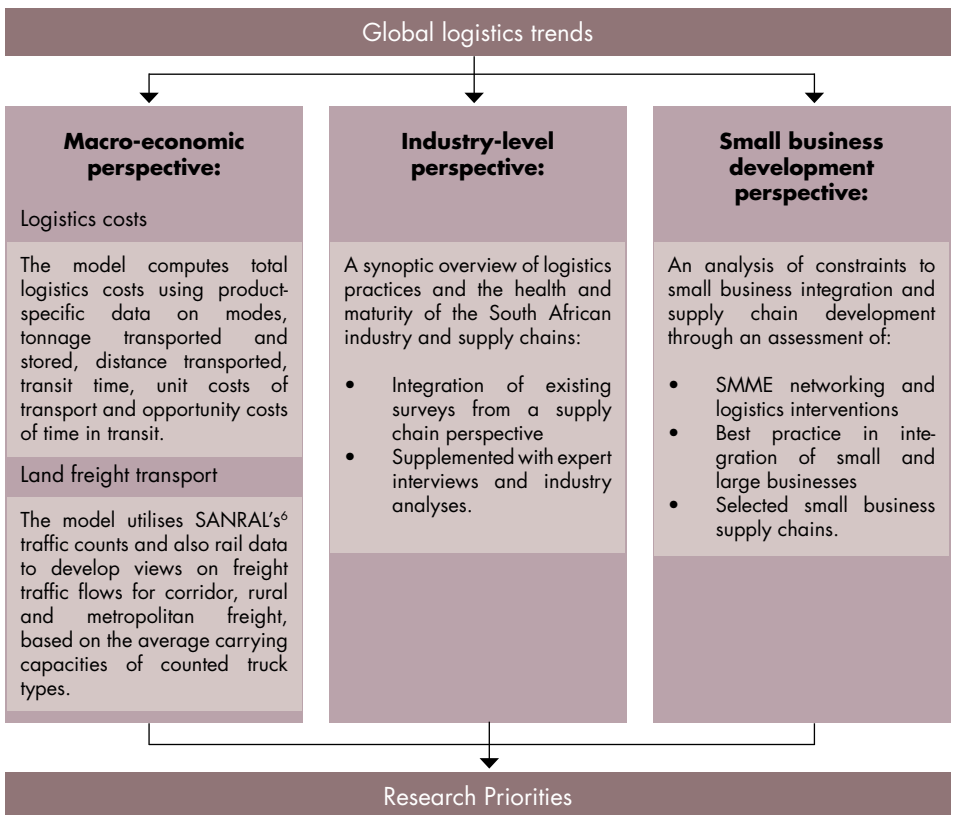 Global logistics trends
Macro-economic
perspective:
Logistics costs
The model computes total
logistics costs using product-
specific data on modes,
tonnage transported and
stored, distance transported,
transit time, unit costs of
transport and opportunity costs
of time in transit.
Land freight transport
The model utilises SANRAL’s⁶
traffic counts and also rail data
to develop views on freight
traffic flows for corridor, rural
and metropolitan freight,
based on the average carrying
capacities of counted truck
types.
Industry-level
perspective:
A synoptic overview of logistics
practices and the health and
maturity of the South African
industry and supply chains:
• Integration of existing
surveys from a supply
chain perspective
• Supplemented with expert
interviews and industry
analyses.
Small business
development
perspective:
An analysis of constraints to
small business integration and
supply chain development
through an assessment of:
• SMME networking and
logistics interventions
• Best practice in inte-
gration of small and
large businesses
• Selected small business
supply chains.
Research Priorities